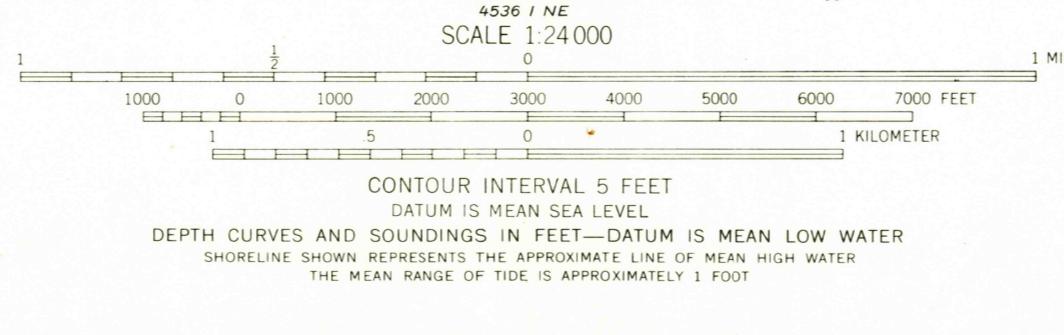 4536 I NE
SCALE 1:24 000
1 ½ 0 1 MI
1000 0 1000 2000 3000 4000 5000 6000 7000 FEET
1 .5 0 1 KILOMETER
CONTOUR INTERVAL 5 FEET
DATUM IS MEAN SEA LEVEL
DEPTH CURVES AND SOUNDINGS IN FEET—DATUM IS MEAN LOW WATER
SHORELINE SHOWN REPRESENTS THE APPROXIMATE LINE OF MEAN HIGH WATER
THE MEAN RANGE OF TIDE IS APPROXIMATELY 1 FOOT